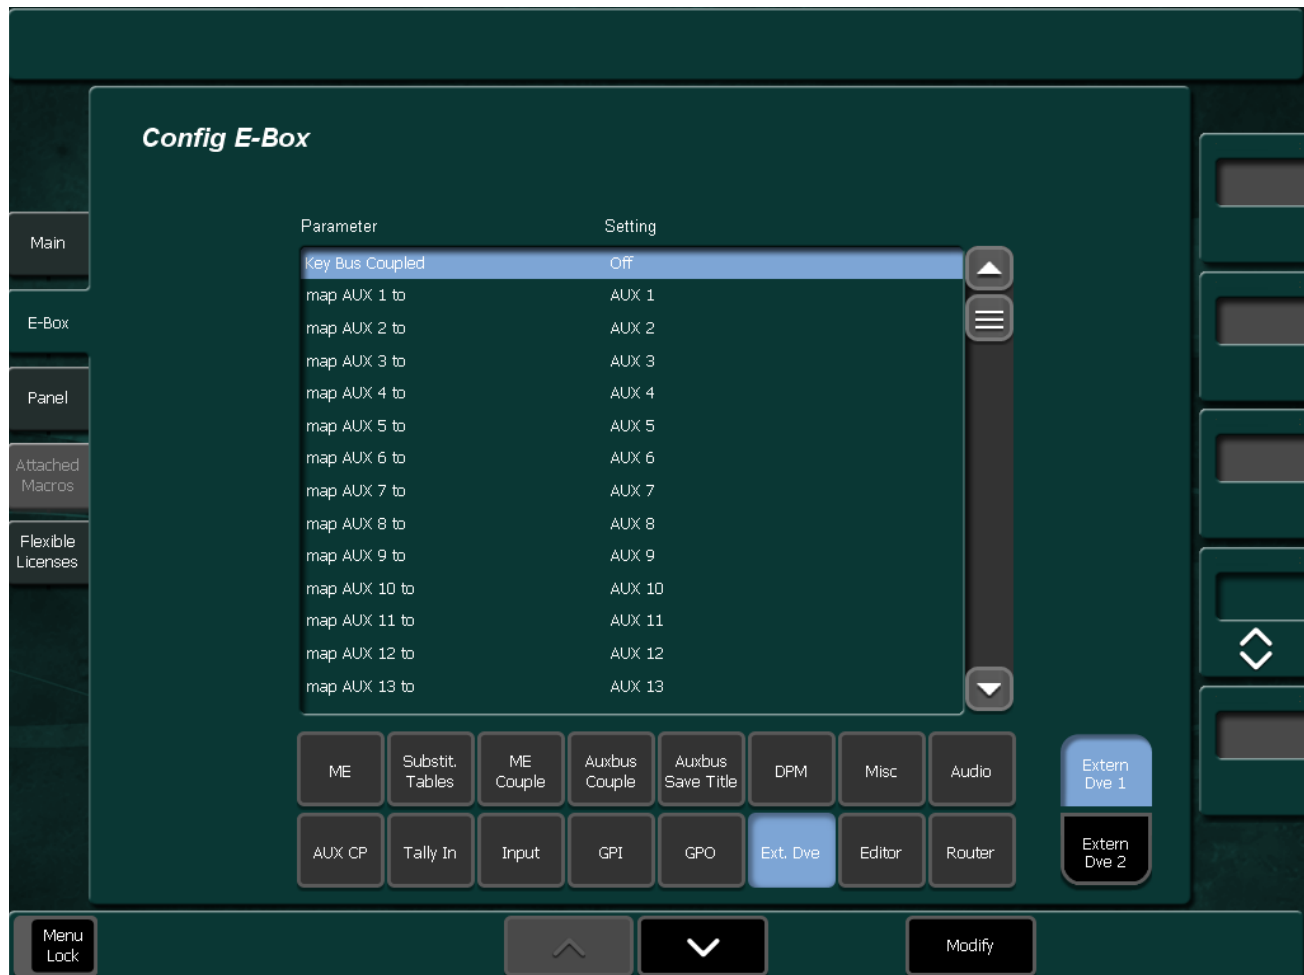 Config E-Box
Parameter Setting
Key Bus Coupled Off
map AUX 1 to AUX 1
map AUX 2 to AUX 2
map AUX 3 to AUX 3
map AUX 4 to AUX 4
map AUX 5 to AUX 5
map AUX 6 to AUX 6
map AUX 7 to AUX 7
map AUX 8 to AUX 8
map AUX 9 to AUX 9
map AUX 10 to AUX 10
map AUX 11 to AUX 11
map AUX 12 to AUX 12
map AUX 13 to AUX 13
Main
E-Box
Panel
Attached
Macros
Flexible
Licenses
ME
Substit.
Tables
ME
Couple
Auxbus
Couple
Auxbus
Save Title
DPM
Misc
Audio
Extern
Dve 1
AUX CP
Tally In
Input
GPI
GPO
Ext. Dve
Editor
Router
Extern
Dve 2
Menu
Lock
Modify